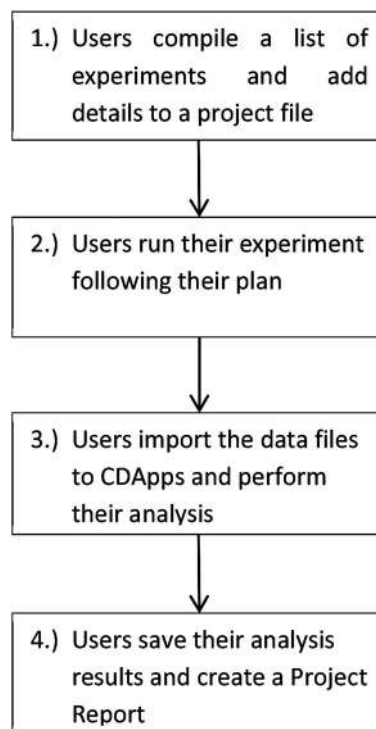 1.) Users compile a list of
experiments and add
details to a project file
2.) Users run their experiment
following their plan
3.) Users import the data files
to CDApps and perform
their analysis
4.) Users save their analysis
results and create a Project
Report